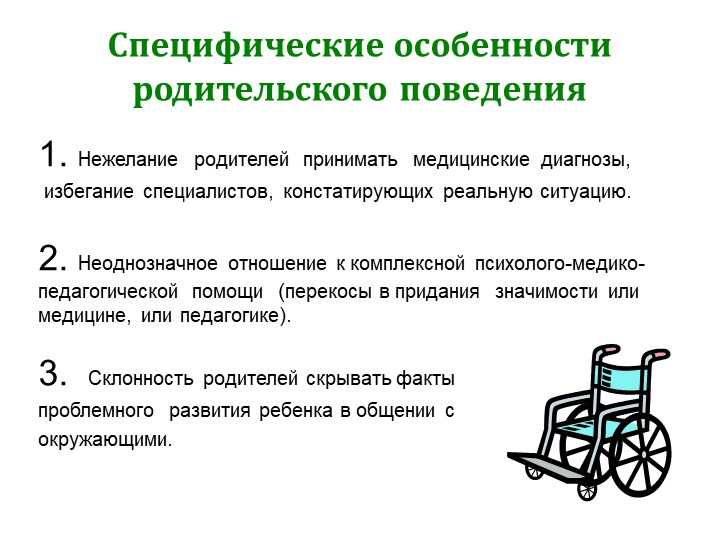 Специфические особенности
родительского поведения
1. Нежелание родителей принимать медицинские диагнозы,
избегание специалистов, констатирующих реальную ситуацию.
2. Неоднозначное отношение к комплексной психолого-медико-
педагогической помощи (перекосы в придания значимости или
медицине, или педагогике).
3. Склонность родителей скрывать факты
проблемного развития ребенка в общении с
окружающими.